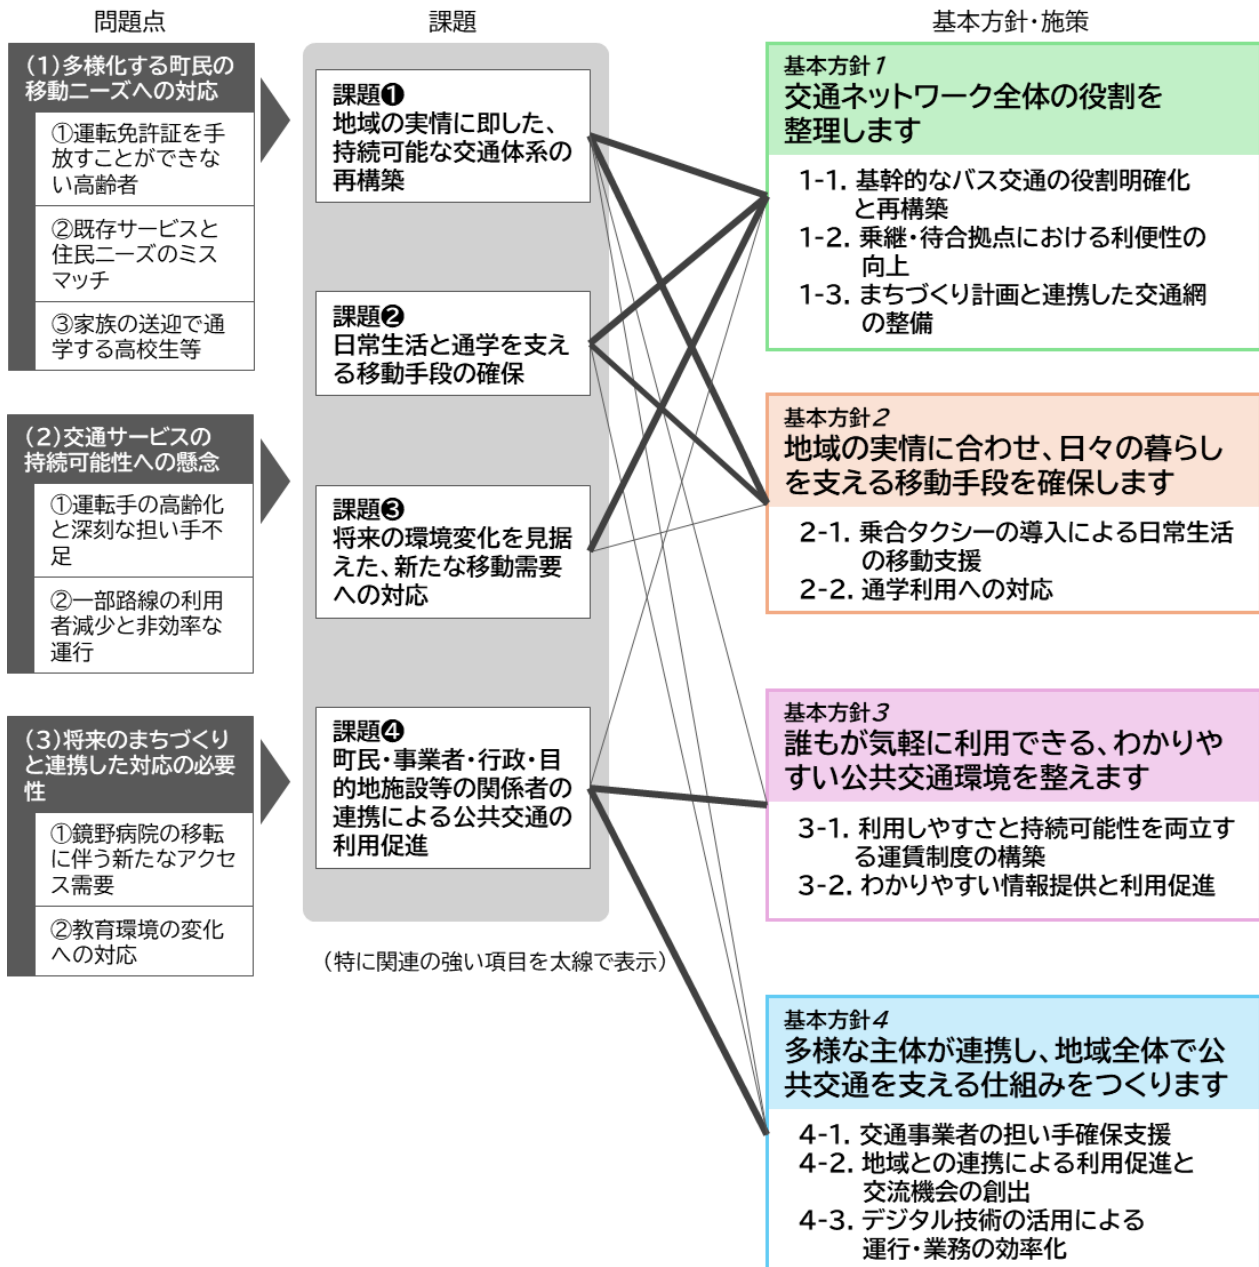 問題点
(1)多様化する町民の
移動ニーズへの対応
①運転免許証を手
放すことができな
い高齢者
②既存サービスと
住民ニーズのミス
マッチ
③家族の送迎で通
学する高校生等
(2)交通サービスの
持続可能性への懸念
①運転手の高齢化
と深刻な担い手不
足
②一部路線の利用
者減少と非効率な
運行
(3)将来のまちづくり
と連携した対応の必要
性
①鏡野病院の移転
に伴う新たなアクセ
ス需要
②教育環境の変化
への対応
課題
課題❶
地域の実情に即した、
持続可能な交通体系の
再構築
課題❷
日常生活と通学を支え
る移動手段の確保
課題❸
将来の環境変化を見据
えた、新たな移動需要
への対応
課題❹
町民・事業者・行政・目
的地施設等の関係者の
連携による公共交通の
利用促進
(特に関連の強い項目を太線で表示)
基本方針・施策
基本方針1
交通ネットワーク全体の役割を
整理します
1-1. 基幹的なバス交通の役割明確化
と再構築
1-2. 乗継・待合拠点における利便性の
向上
1-3. まちづくり計画と連携した交通網
の整備
基本方針2
地域の実情に合わせ、日々の暮らし
を支える移動手段を確保します
2-1. 乗合タクシーの導入による日常生活
の移動支援
2-2. 通学利用への対応
基本方針3
誰もが気軽に利用できる、わかりや
すい公共交通環境を整えます
3-1. 利用しやすさと持続可能性を両立す
る運賃制度の構築
3-2. わかりやすい情報提供と利用促進
基本方針4
多様な主体が連携し、地域全体で公
共交通を支える仕組みをつくります
4-1. 交通事業者の担い手確保支援
4-2. 地域との連携による利用促進と
交流機会の創出
4-3. デジタル技術の活用による
運行・業務の効率化